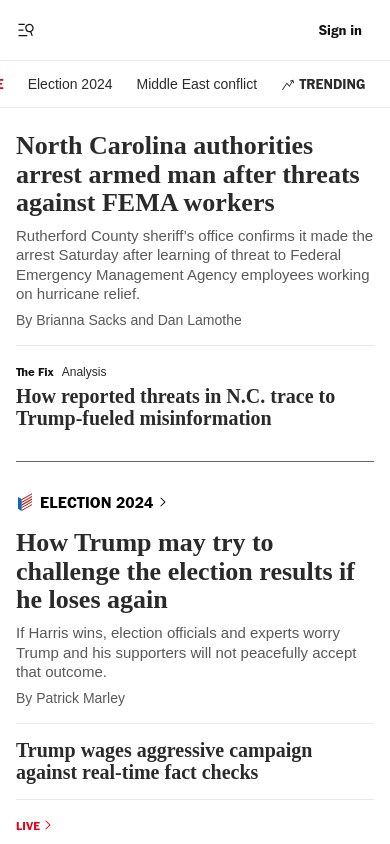 Sign in
E Election 2024 Middle East conflict TRENDING
North Carolina authorities
arrest armed man after threats
against FEMA workers
Rutherford County sheriff’s office confirms it made the
arrest Saturday after learning of threat to Federal
Emergency Management Agency employees working
on hurricane relief.
By Brianna Sacks and Dan Lamothe
The Fix Analysis
How reported threats in N.C. trace to
Trump-fueled misinformation
ELECTION 2024
How Trump may try to
challenge the election results if
he loses again
If Harris wins, election officials and experts worry
Trump and his supporters will not peacefully accept
that outcome.
By Patrick Marley
Trump wages aggressive campaign
against real-time fact checks
LIVE